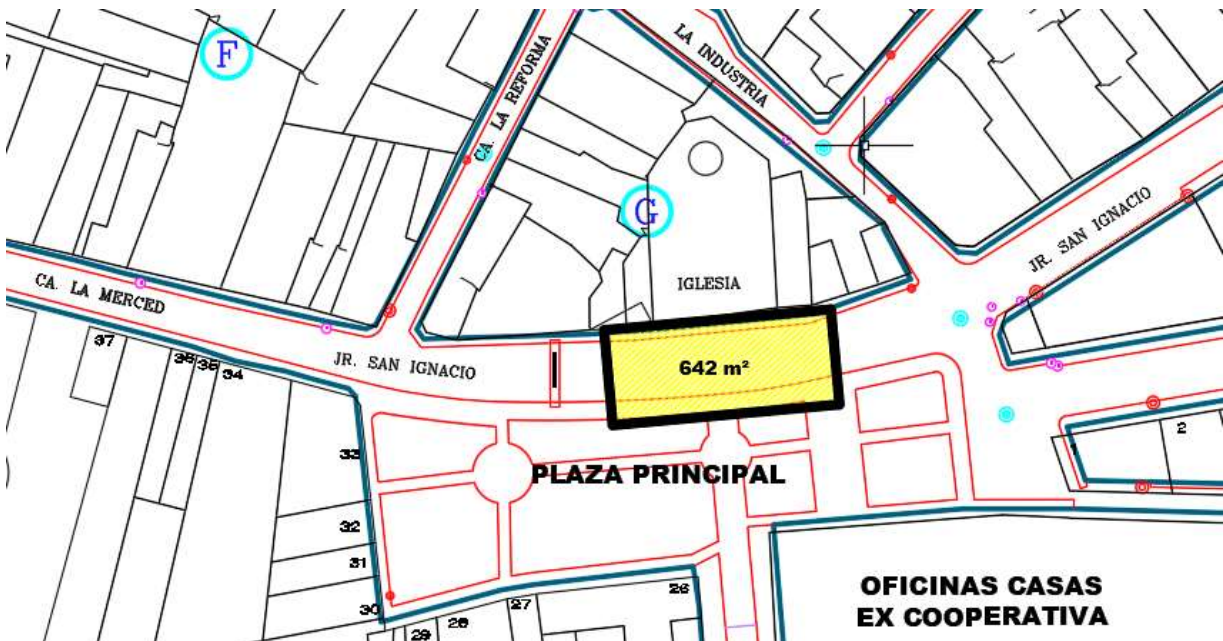 F
CA. LA REFORMA
LA INDUSTRIA
G
JR. SAN IGNACIO
IGLESIA
CA. LA MERCED
642 m²
JR. SAN IGNACIO
37
36
35
34
33
PLAZA PRINCIPAL
1
2
32
31
30
29
28
27
26
OFICINAS CASAS
EX COOPERATIVA